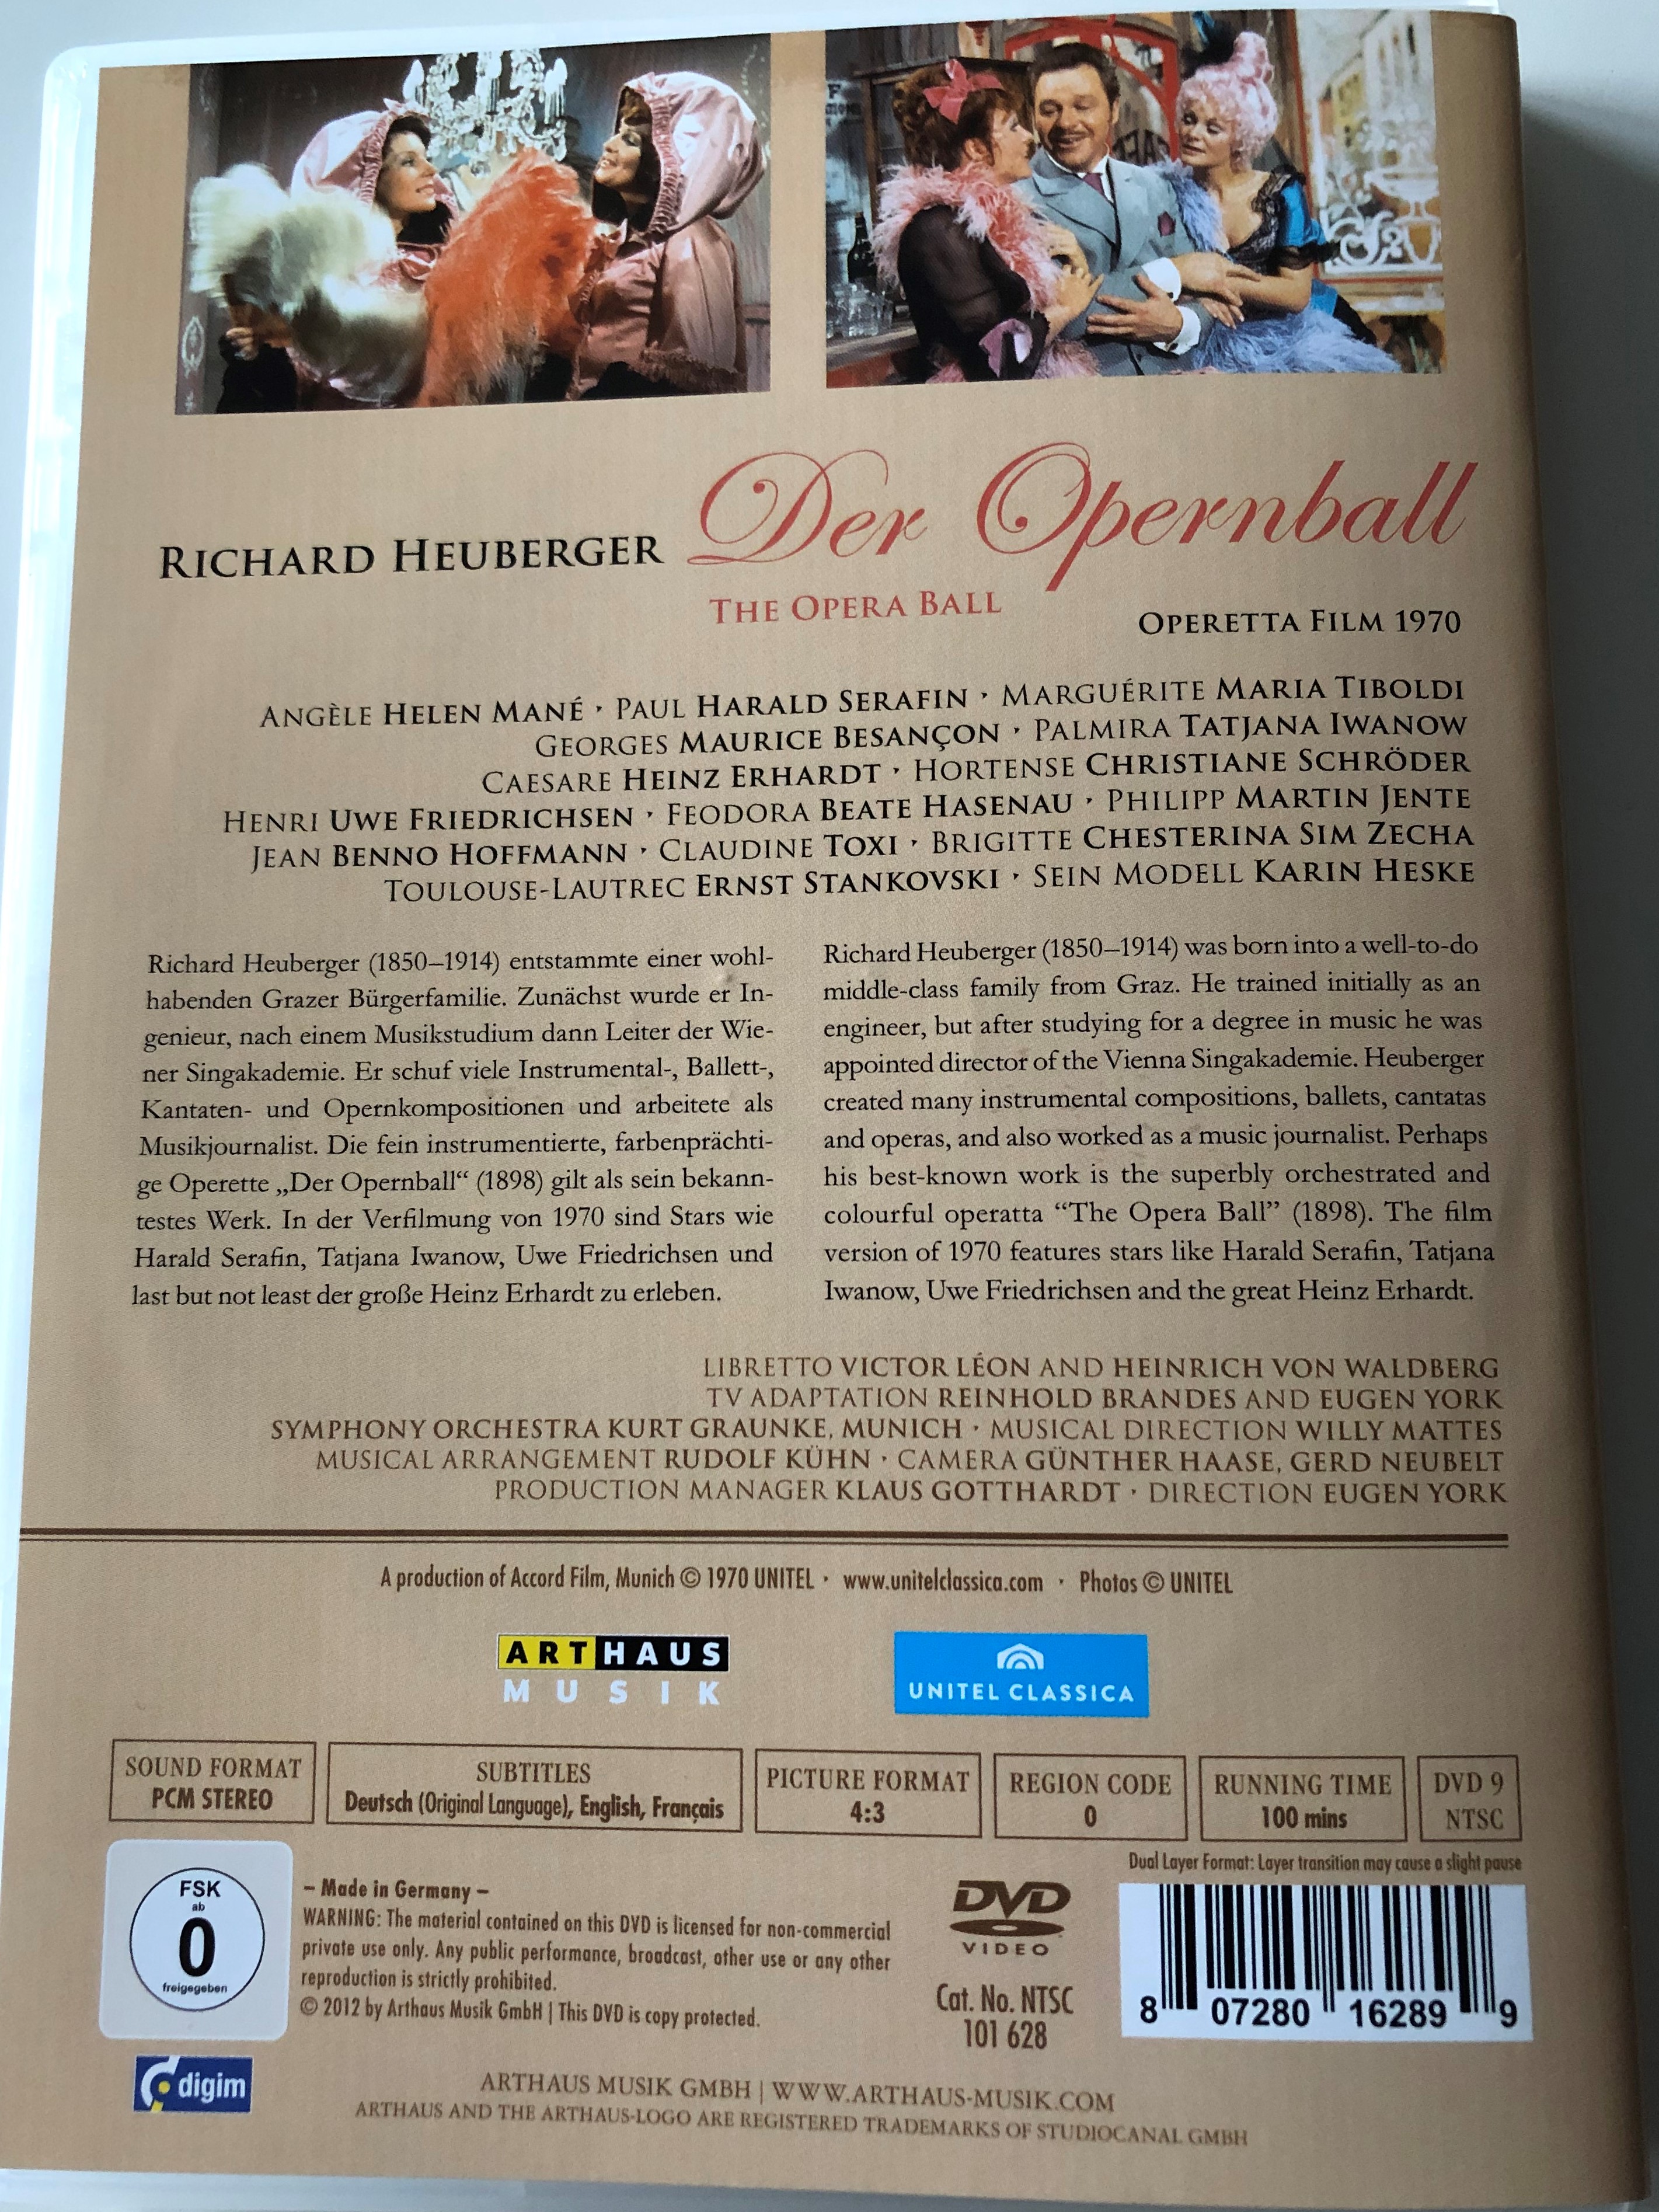 RICHARD HEUBERGER Der Opernball
THE OPERA BALL
OPERETTA FILM 1970
ANGÈLE HELEN MANÉ · PAUL HARALD SERAFIN · MARGUÉRITE MARIA TIBOLDI
GEORGES MAURICE BESANÇON · PALMIRA TATJANA IWANOW
CAESARE HEINZ ERHARDT · HORTENSE CHRISTIANE SCHRÖDER
HENRI UWE FRIEDRICHSEN · FEODORA BEATE HASENAU · PHILIPP MARTIN JENTE
JEAN BENNO HOFFMANN · CLAUDINE TOXI · BRIGITTE CHESTERINA SIM ZECHA
TOULOUSE-LAUTREC ERNST STANKOVSKI · SEIN MODELL KARIN HESKE
Richard Heuberger (1850–1914) entstammte einer wohl-
habenden Grazer Bürgerfamilie. Zunächst wurde er In-
genieur, nach einem Musikstudium dann Leiter der Wie-
ner Singakademie. Er schuf viele Instrumental-, Ballett-,
Kantaten- und Opernkompositionen und arbeitete als
Musikjournalist. Die fein instrumentierte, farbenprächti-
ge Operette „Der Opernball“ (1898) gilt als sein bekann-
testes Werk. In der Verfilmung von 1970 sind Stars wie
Harald Serafin, Tatjana Iwanow, Uwe Friedrichsen und
last but not least der große Heinz Erhardt zu erleben.
Richard Heuberger (1850–1914) was born into a well-to-do
middle-class family from Graz. He trained initially as an
engineer, but after studying for a degree in music he was
appointed director of the Vienna Singakademie. Heuberger
created many instrumental compositions, ballets, cantatas
and operas, and also worked as a music journalist. Perhaps
his best-known work is the superbly orchestrated and
colourful operatta “The Opera Ball” (1898). The film
version of 1970 features stars like Harald Serafin, Tatjana
Iwanow, Uwe Friedrichsen and the great Heinz Erhardt.
LIBRETTO VICTOR LÉON AND HEINRICH VON WALDBERG
TV ADAPTATION REINHOLD BRANDES AND EUGEN YORK
SYMPHONY ORCHESTRA KURT GRAUNKE, MUNICH · MUSICAL DIRECTION WILLY MATTES
MUSICAL ARRANGEMENT RUDOLF KÜHN · CAMERA GÜNTHER HAASE, GERD NEUBELT
PRODUCTION MANAGER KLAUS GOTTHARDT · DIRECTION EUGEN YORK
A production of Accord Film, Munich © 1970 UNITEL · www.unitelclassica.com · Photos © UNITEL
ARTHAUS
MUSIK
UNITEL CLASSICA
SOUND FORMAT
PCM STEREO
SUBTITLES
Deutsch (Original Language), English, Français
PICTURE FORMAT
4:3
REGION CODE
0
RUNNING TIME
100 mins
DVD 9
NTSC
Dual Layer Format: Layer transition may cause a slight pause
FSK
ab
0
freigegeben
– Made in Germany –
WARNING: The material contained on this DVD is licensed for non-commercial
private use only. Any public performance, broadcast, other use or any other
reproduction is strictly prohibited.
© 2012 by Arthaus Musik GmbH | This DVD is copy protected.
DVD
VIDEO
Cat. No. NTSC
101 628
8 07280 16289 9
digim
ARTHAUS MUSIK GMBH | WWW.ARTHAUS-MUSIK.COM
ARTHAUS AND THE ARTHAUS-LOGO ARE REGISTERED TRADEMARKS OF STUDIOCANAL GMBH